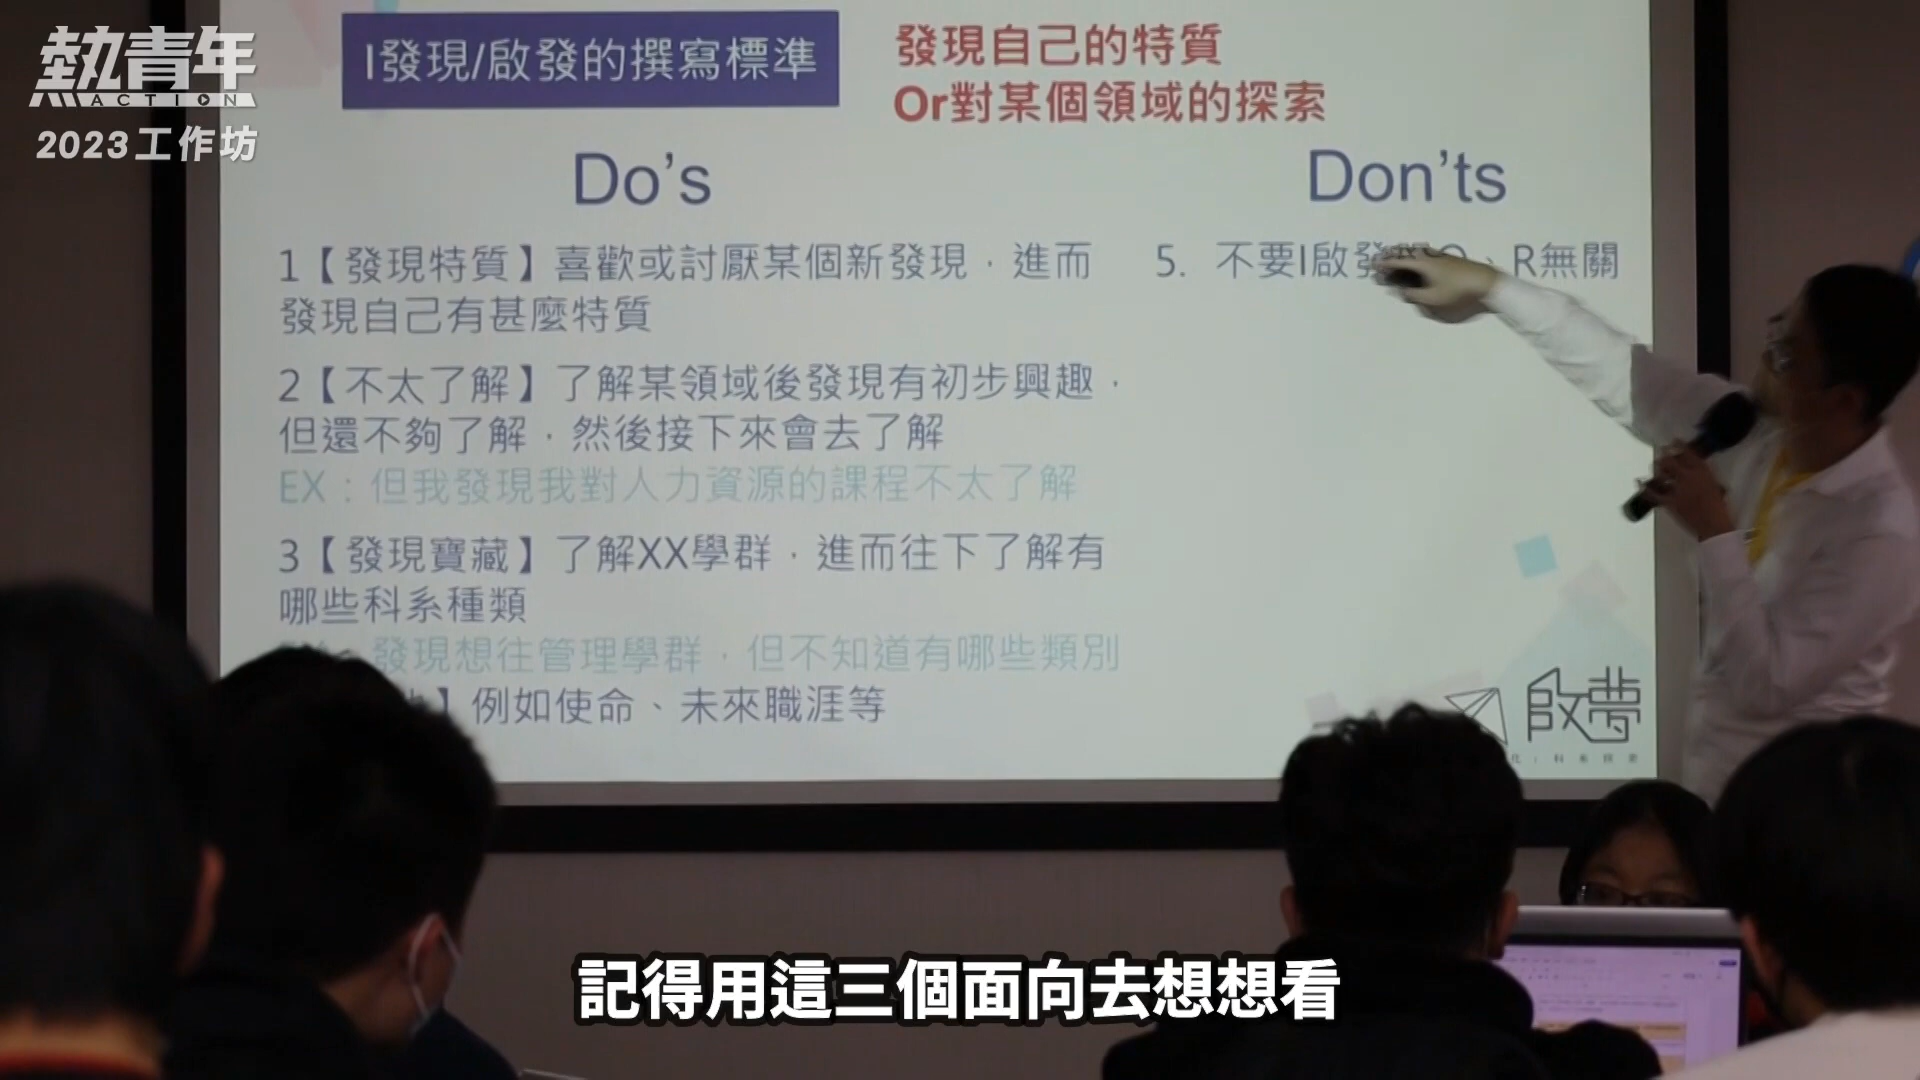 熱青年
ACTION
2023工作坊
I發現/啟發的撰寫標準
發現自己的特質
Or對某個領域的探索
Do's
Don'ts
1【發現特質】喜歡或討厭某個新發現，進而
發現自己有甚麼特質
5. 不要I啟發 R無關
2【不太了解】了解某領域後發現有初步興趣，
但還不夠了解，然後接下來會去了解
EX：但我發現我對人力資源的課程不太了解
3【發現寶藏】了解XX學群，進而往下了解有
哪些科系種類
發現想往管理學群，但不知道有哪些類別
】例如使命、未來職涯等
啟夢
記得用這三個面向去想想看